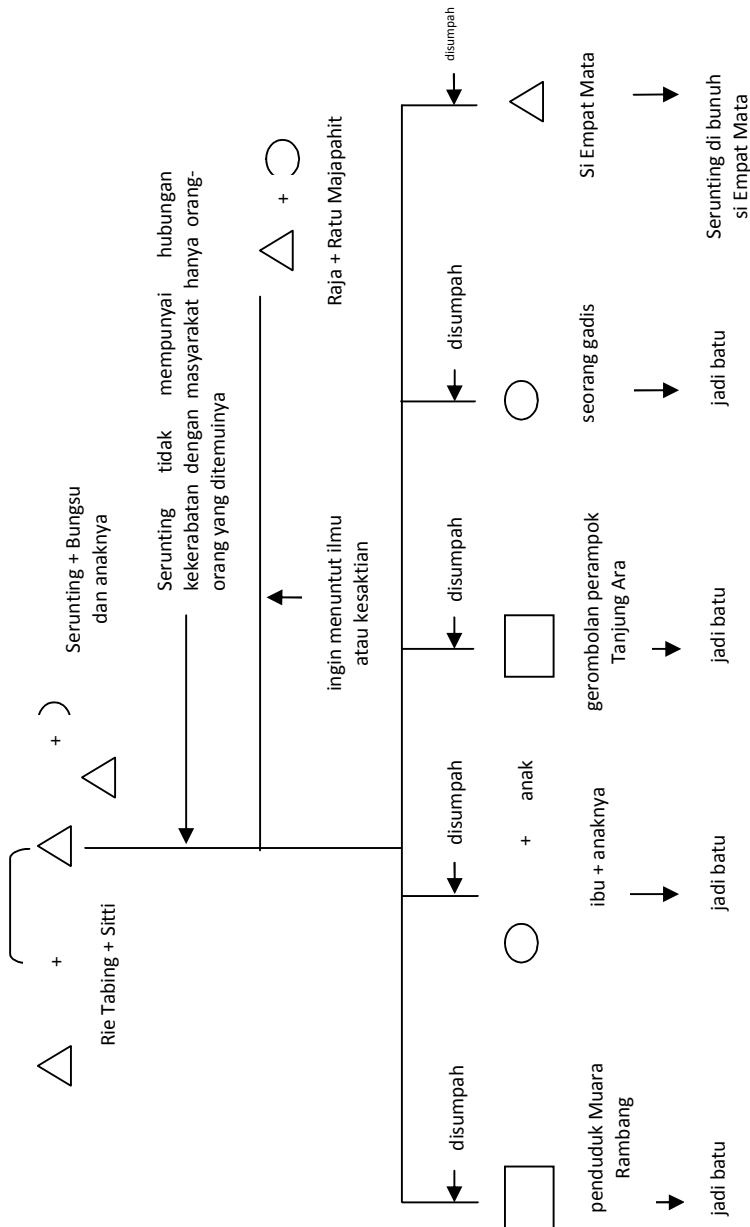 +
+
Serunting + Bungsu
dan anaknya
Rie Tabing + Sitti
Serunting tidak mempunyai hubungan
kekerabatan dengan masyarakat hanya orang-
orang yang ditemuinya
+
Raja + Ratu Majapahit
ingin menuntut ilmu
atau kesaktian
disumpah
disumpah
disumpah
disumpah
disumpah
+ anak
penduduk Muara
Rambang
ibu + anaknya
gerombolan perampok
Tanjung Ara
seorang gadis
Si Empat Mata
jadi batu
jadi batu
jadi batu
jadi batu
Serunting di bunuh
si Empat Mata